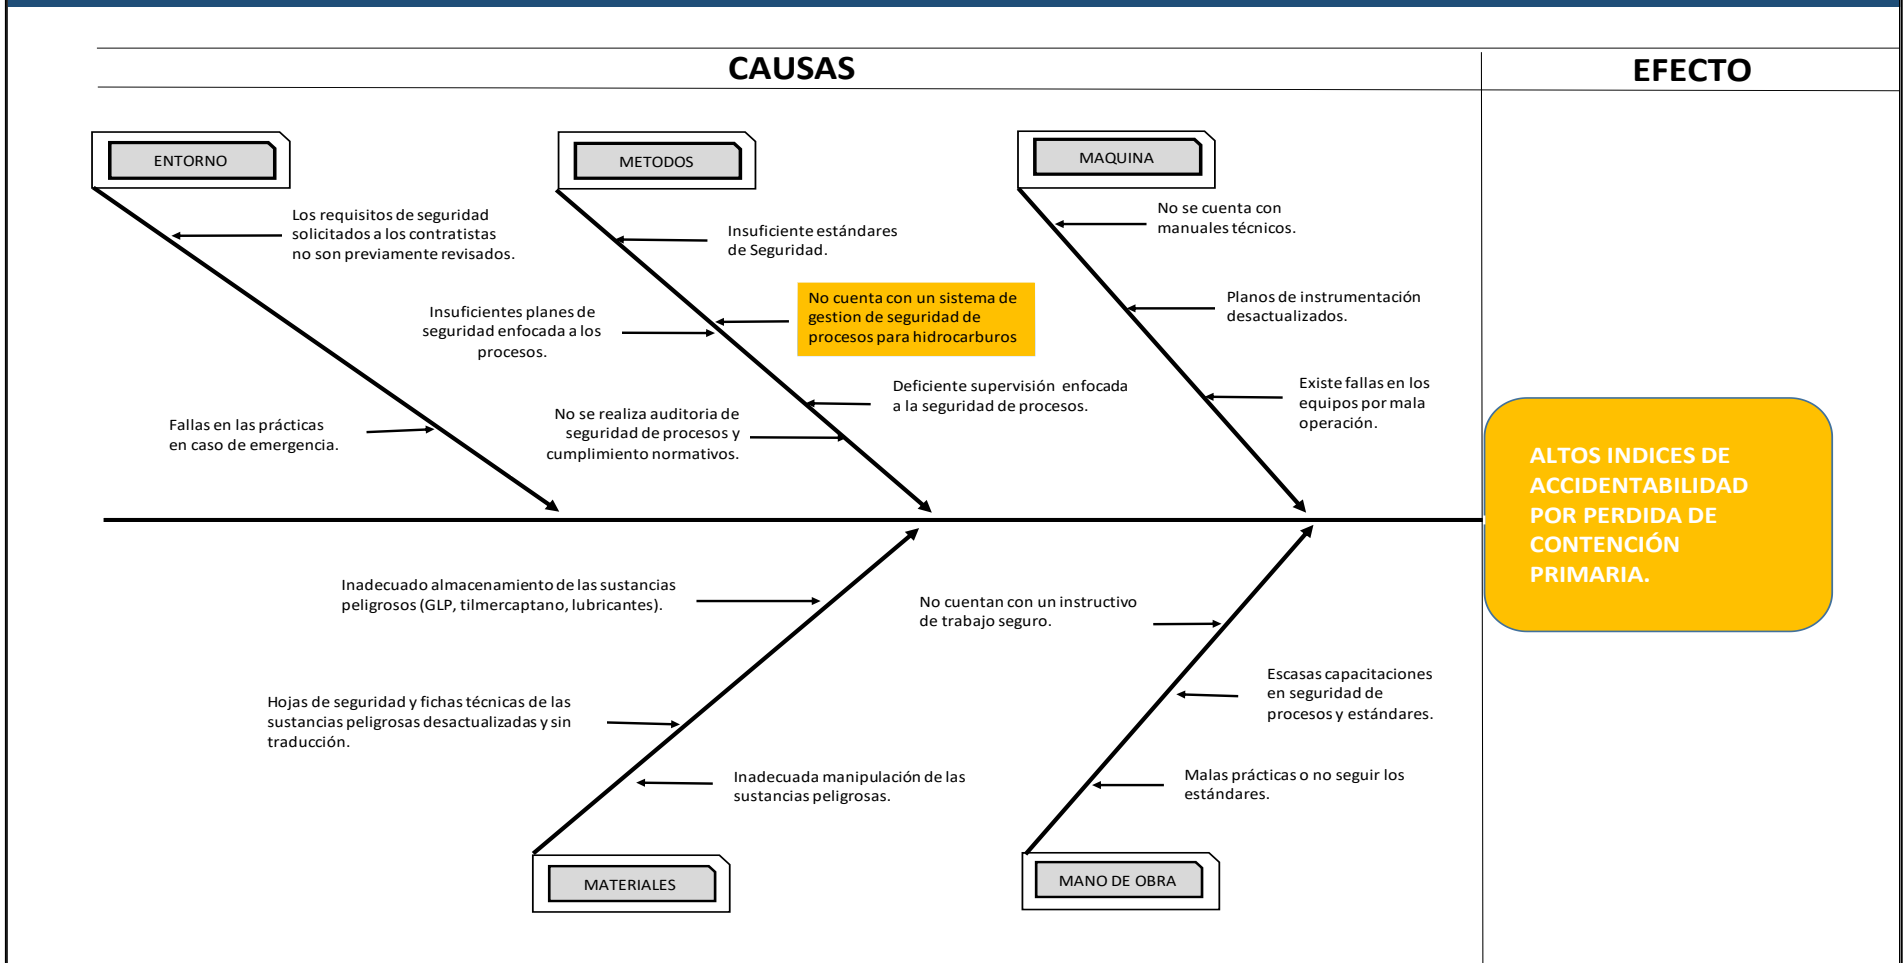 CAUSAS
EFECTO
ENTORNO
Los requisitos de seguridad
solicitados a los contratistas
no son previamente revisados.
Fallas en las prácticas
en caso de emergencia.
METODOS
Insuficiente estándares
de Seguridad.
No cuenta con un sistema de
gestion de seguridad de
procesos para hidrocarburos
Insuficientes planes de
seguridad enfocada a los
procesos.
Deficiente supervisión enfocada
a la seguridad de procesos.
No se realiza auditoria de
seguridad de procesos y
cumplimiento normativos.
MAQUINA
No se cuenta con
manuales técnicos.
Planos de instrumentación
desactualizados.
Existe fallas en los
equipos por mala
operación.
ALTOS INDICES DE
ACCIDENTABILIDAD
POR PERDIDA DE
CONTENCIÓN
PRIMARIA.
Inadecuado almacenamiento de las sustancias
peligrosos (GLP, tilmercaptano, lubricantes).
Hojas de seguridad y fichas técnicas de las
sustancias peligrosas desactualizadas y sin
traducción.
Inadecuada manipulación de las
sustancias peligrosas.
MATERIALES
No cuentan con un instructivo
de trabajo seguro.
Escasas capacitaciones
en seguridad de
procesos y estándares.
Malas prácticas o no seguir los
estándares.
MANO DE OBRA